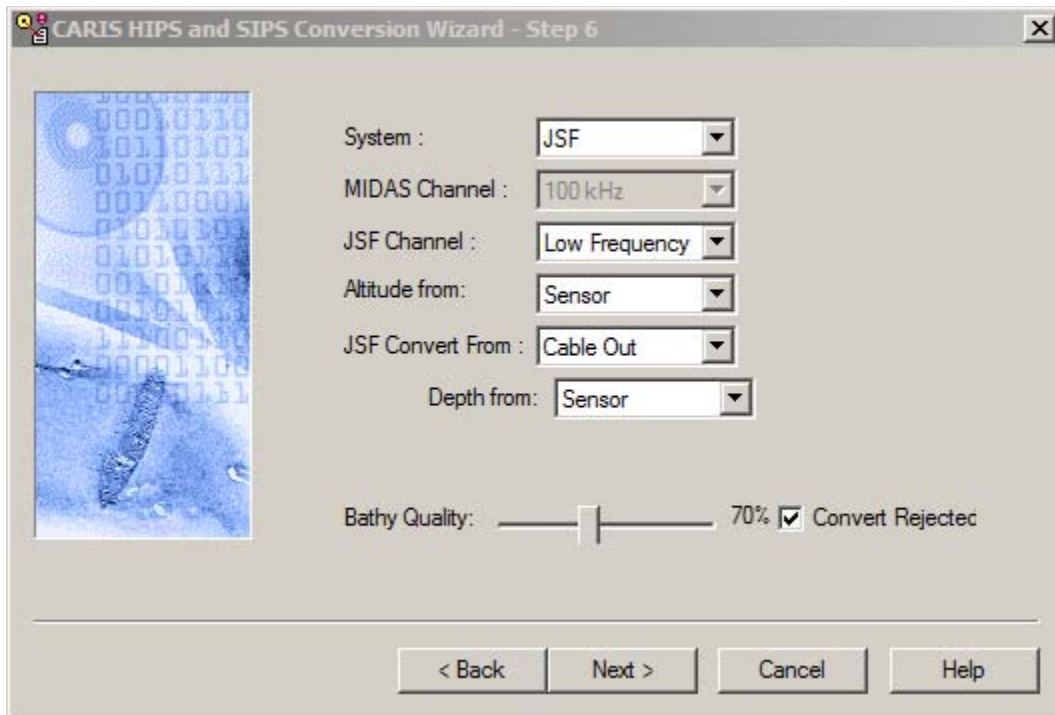 CARIS HIPS and SIPS Conversion Wizard - Step 6
System : JSF
MIDAS Channel : 100 kHz
JSF Channel : Low Frequency
Altitude from: Sensor
JSF Convert From : Cable Out
Depth from: Sensor
Bathy Quality: 70% Convert Rejected
< Back Next > Cancel Help